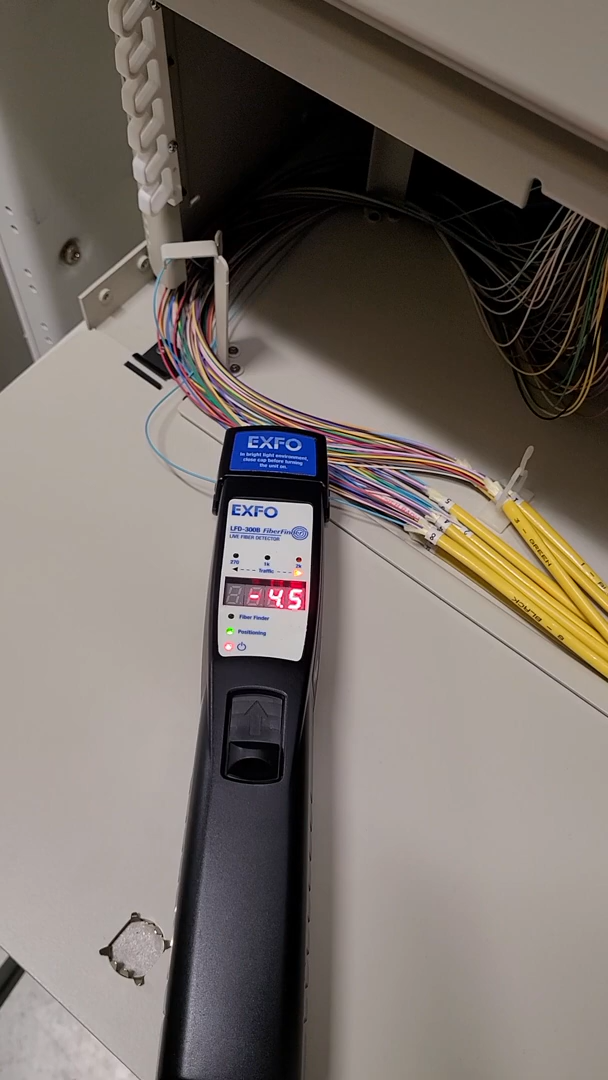 EXFO
In bright light environment,
close cap before turning
the unit on.
EXFO
LFD-300B FiberFinder
LIVE FIBER DETECTOR
270 1k 2k
Traffic
-4.5
Fiber Finder
Positioning
BLACK